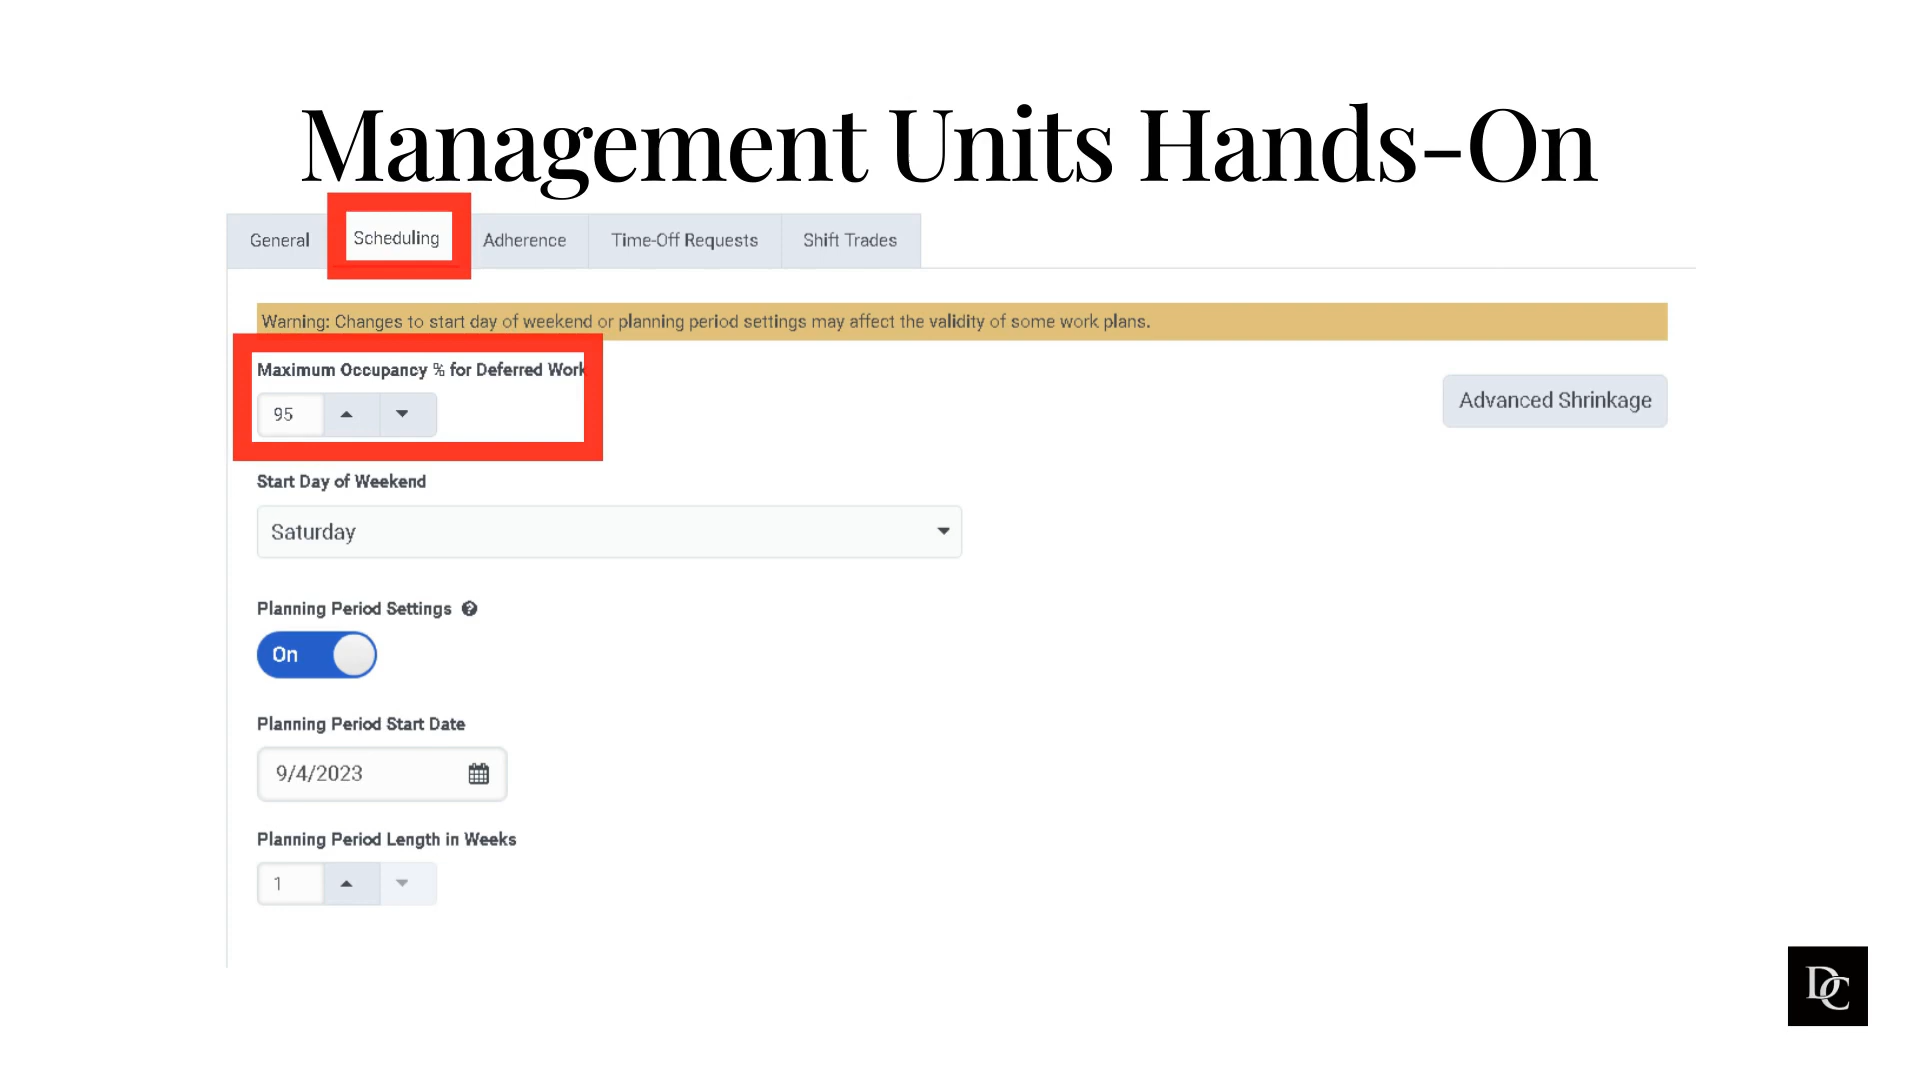 Management Units Hands-On
General Scheduling Adherence Time-Off Requests Shift Trades
Warning: Changes to start day of weekend or planning period settings may affect the validity of some work plans.
Maximum Occupancy % for Deferred Work
95
Advanced Shrinkage
Start Day of Weekend
Saturday
Planning Period Settings
On
Planning Period Start Date
9/4/2023
Planning Period Length in Weeks
1
DC